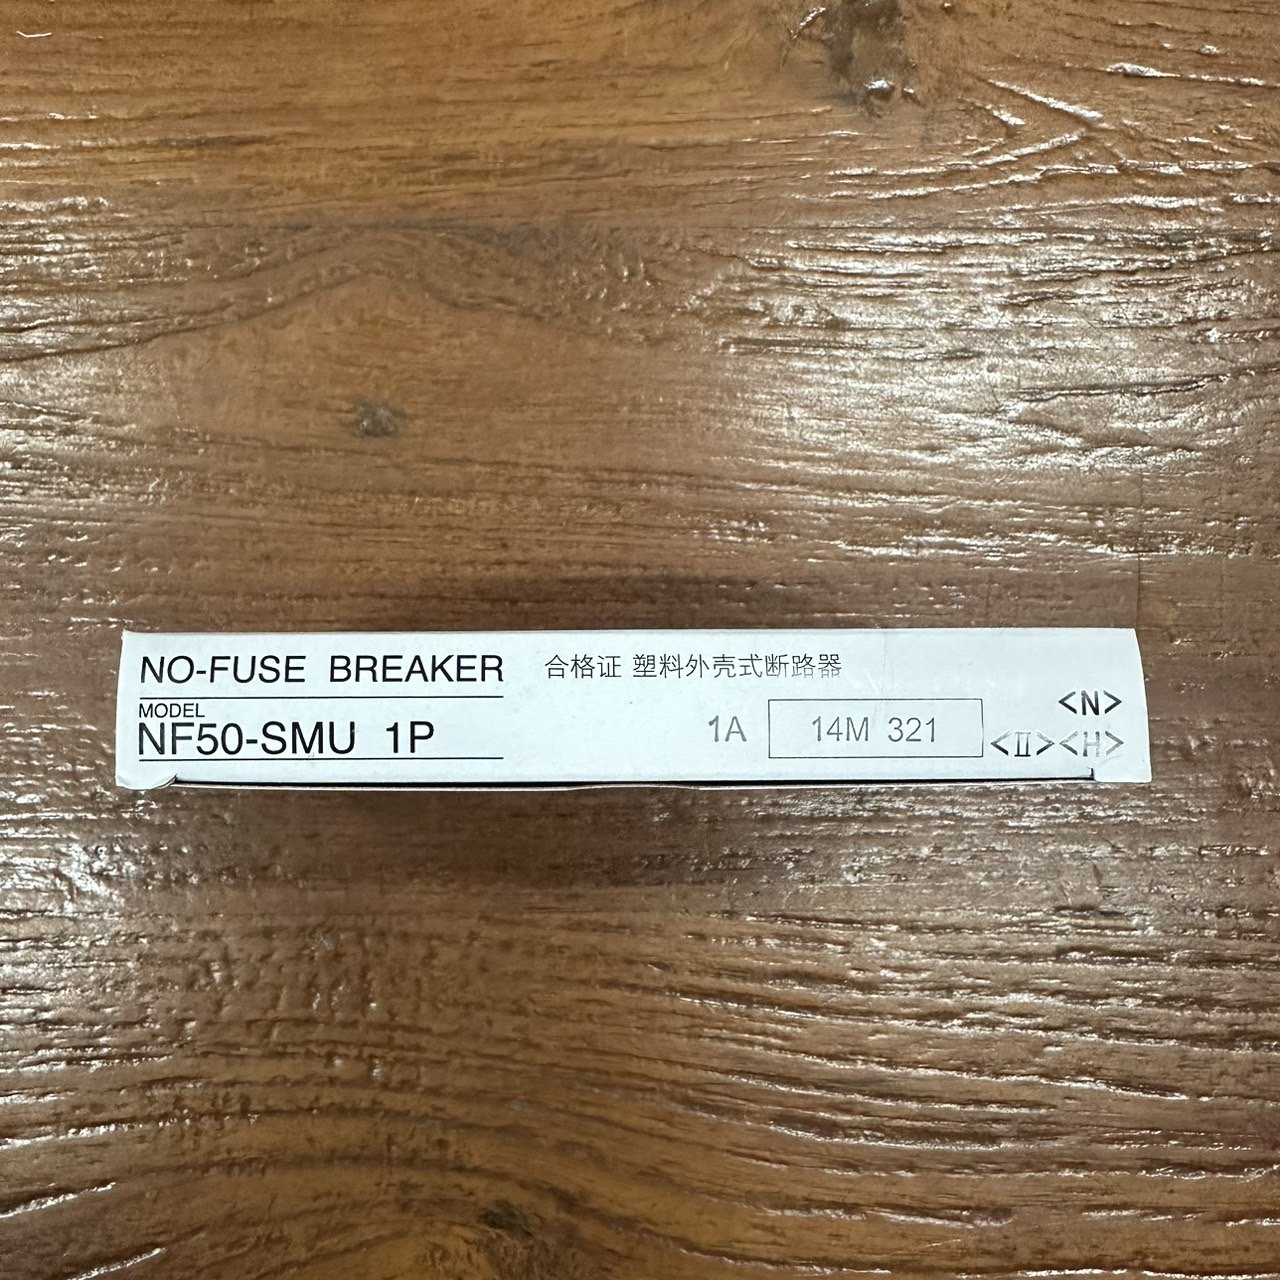 NO-FUSE BREAKER 合格证 塑料外壳式断路器
MODEL
NF50-SMU 1P
1A 14M 321
<N>
<II><H>